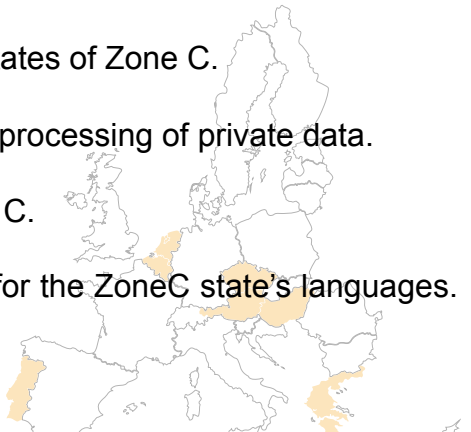 ates of Zone C.
processing of private data.
C.
for the ZoneC state’s languages.